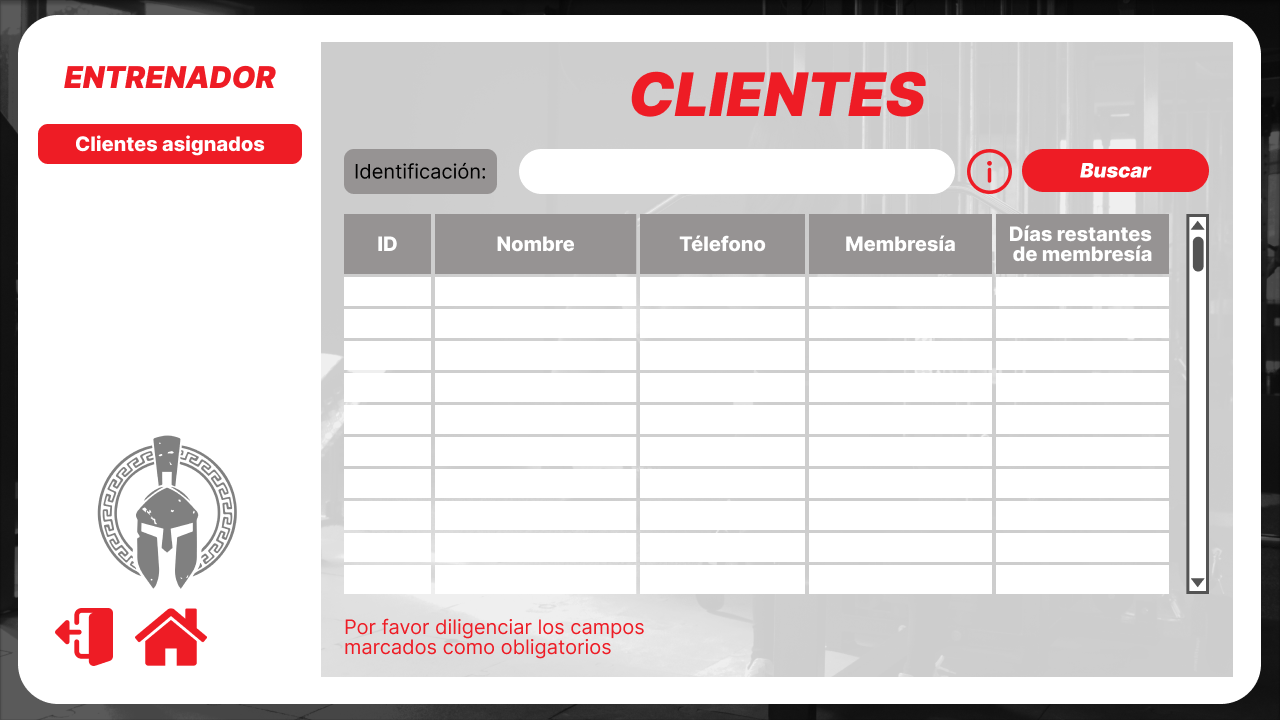 ENTRENADOR
Clientes asignados
CLIENTES
Identificación:
Buscar
ID
Nombre
Télefono
Membresía
Días restantes
de membresía
Por favor diligenciar los campos
marcados como obligatorios